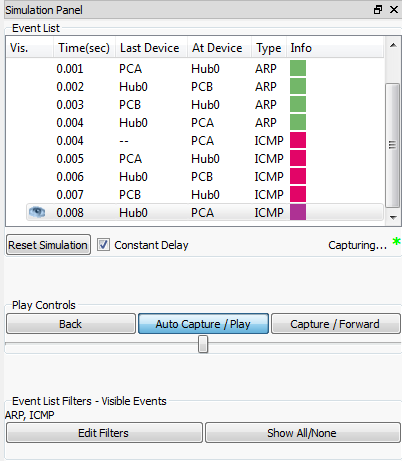 Simulation Panel
Event List
Vis. Time(sec) Last Device At Device Type Info
0.001 PCA Hub0 ARP
0.002 Hub0 PCB ARP
0.003 PCB Hub0 ARP
0.004 Hub0 PCA ARP
0.004 -- PCA ICMP
0.005 PCA Hub0 ICMP
0.006 Hub0 PCB ICMP
0.007 PCB Hub0 ICMP
0.008 Hub0 PCA ICMP
Reset Simulation Constant Delay Capturing... *
Play Controls
Back Auto Capture / Play Capture / Forward
Event List Filters - Visible Events
ARP, ICMP
Edit Filters Show All/None